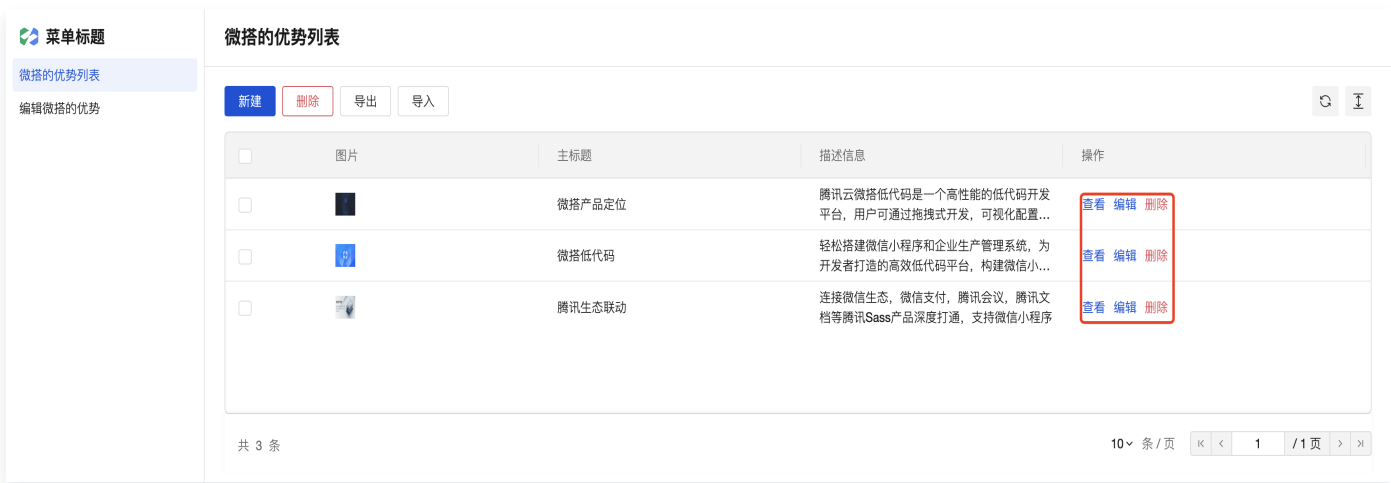 菜单标题
微搭的优势列表
编辑微搭的优势
微搭的优势列表
新建 删除 导出 导入
图片 主标题 描述信息 操作
微搭产品定位 腾讯云微搭低代码是一个高性能的低代码开发
平台，用户可通过拖拽式开发，可视化配置... 查看 编辑 删除
微搭低代码 轻松搭建微信小程序和企业生产管理系统，为
开发者打造的高效低代码平台，构建微信小... 查看 编辑 删除
腾讯生态联动 连接微信生态，微信支付，腾讯会议，腾讯文
档等腾讯Sass产品深度打通，支持微信小程序 查看 编辑 删除
共 3 条 10 条 / 页 1 / 1 页